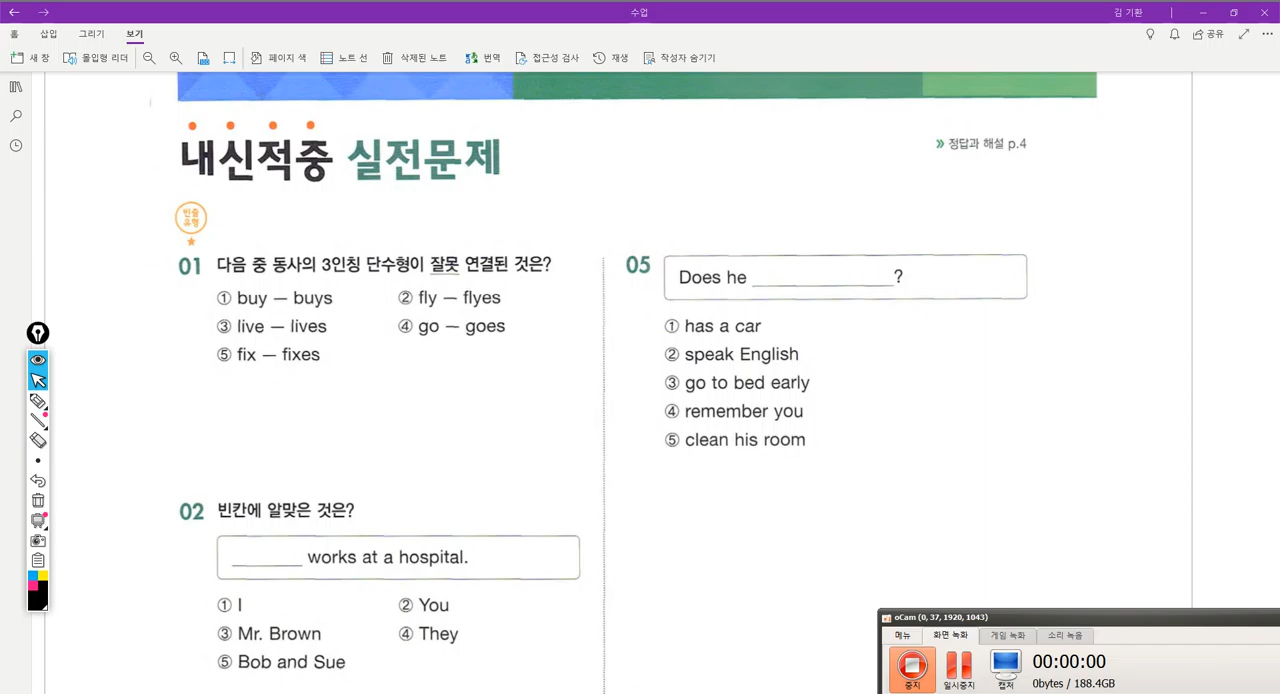 수업
김 기환
홈 삽입 그리기 보기
공유
새 창 몰입형 리더 페이지 색 노트 선 삭제된 노트 번역 접근성 검사 재생 작성자 숨기기
내신적중 실전문제
» 정답과 해설 p.4
빈출
유형
01 다음 중 동사의 3인칭 단수형이 잘못 연결된 것은?
① buy — buys ② fly — flyes
③ live — lives ④ go — goes
⑤ fix — fixes
02 빈칸에 알맞은 것은?
_______ works at a hospital.
① I ② You
③ Mr. Brown ④ They
⑤ Bob and Sue
05 Does he ______________?
① has a car
② speak English
③ go to bed early
④ remember you
⑤ clean his room
oCam (0, 37, 1920, 1043)
메뉴 화면 녹화 게임 녹화 소리 녹음
중지 일시중지 캡처
00:00:00
0bytes / 188.4GB